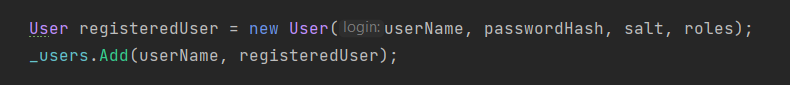 User registeredUser = new User(login:userName, passwordHash, salt, roles);
_users.Add(userName, registeredUser);